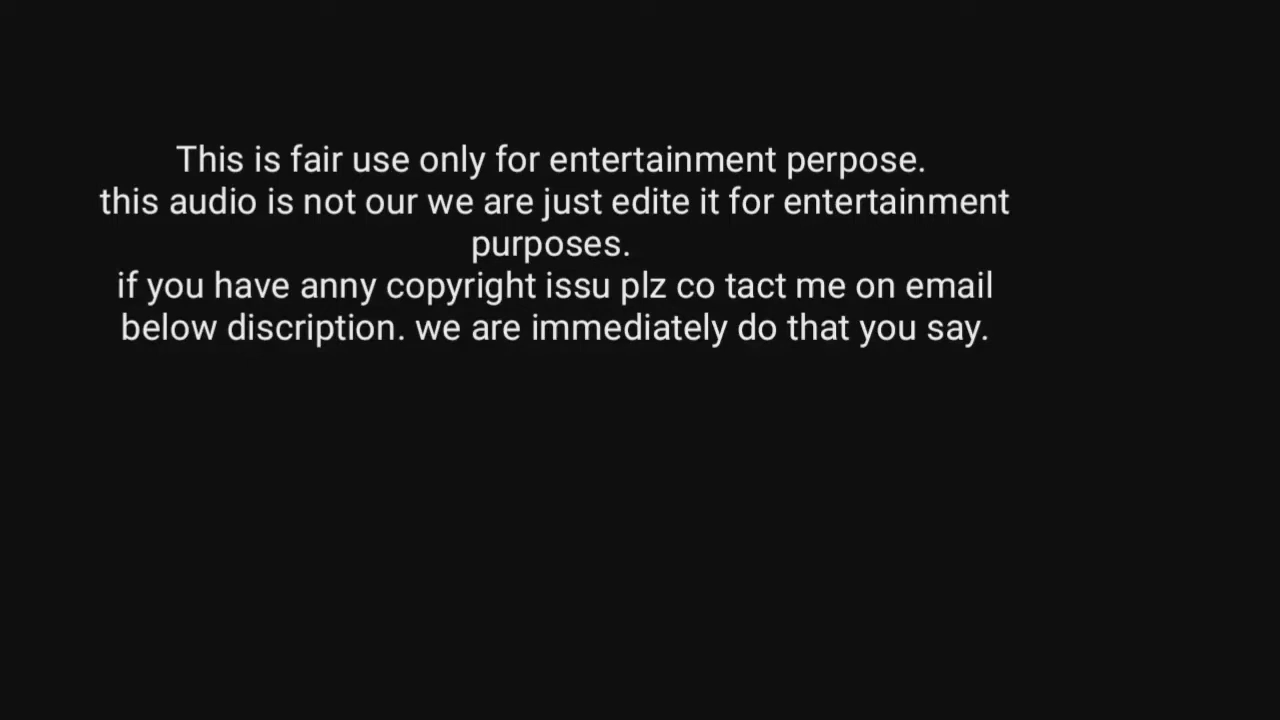 This is fair use only for entertainment perpose.
this audio is not our we are just edite it for entertainment
purposes.
if you have anny copyright issu plz co tact me on email
below discription. we are immediately do that you say.